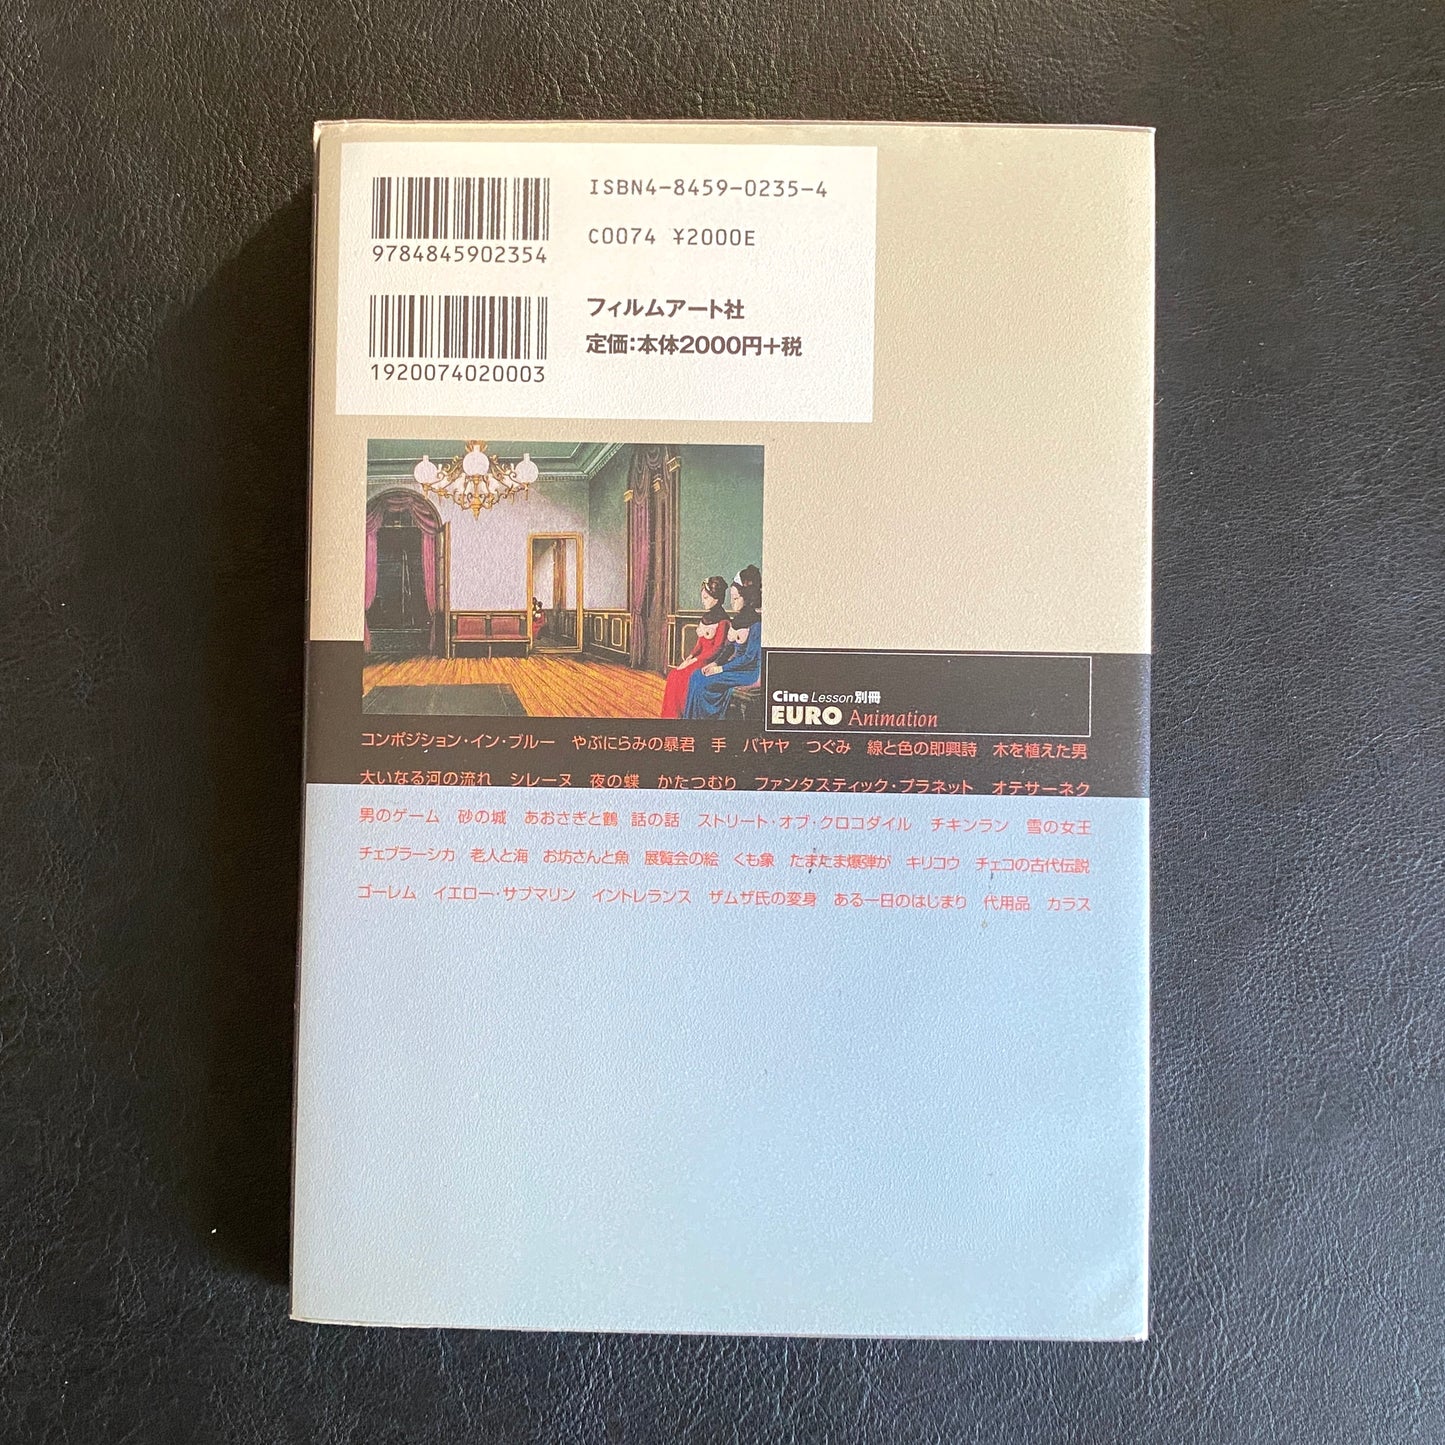 ISBN4-8459-0235-4
C0074 ¥2000E
9784845902354
フィルムアート社
定価:本体2000円+税
1920074020003
Cine Lesson別冊
EURO Animation
コンポジション・イン・ブルー やぶにらみの暴君 手 バヤヤ つぐみ 線と色の即興詩 木を植えた男
大いなる河の流れ シレーヌ 夜の蝶 かたつむり ファンタスティック・プラネット オテサーネク
男のゲーム 砂の城 あおさぎと鶴 話の話 ストリート・オブ・クロコダイル チキンラン 雪の女王
チェブラーシカ 老人と海 お坊さんと魚 展覧会の絵 くも象 たまたま爆弾が キリコウ チェコの古代伝説
ゴーレム イエロー・サブマリン イントレランス ザムザ氏の変身 ある一日のはじまり 代用品 カラス